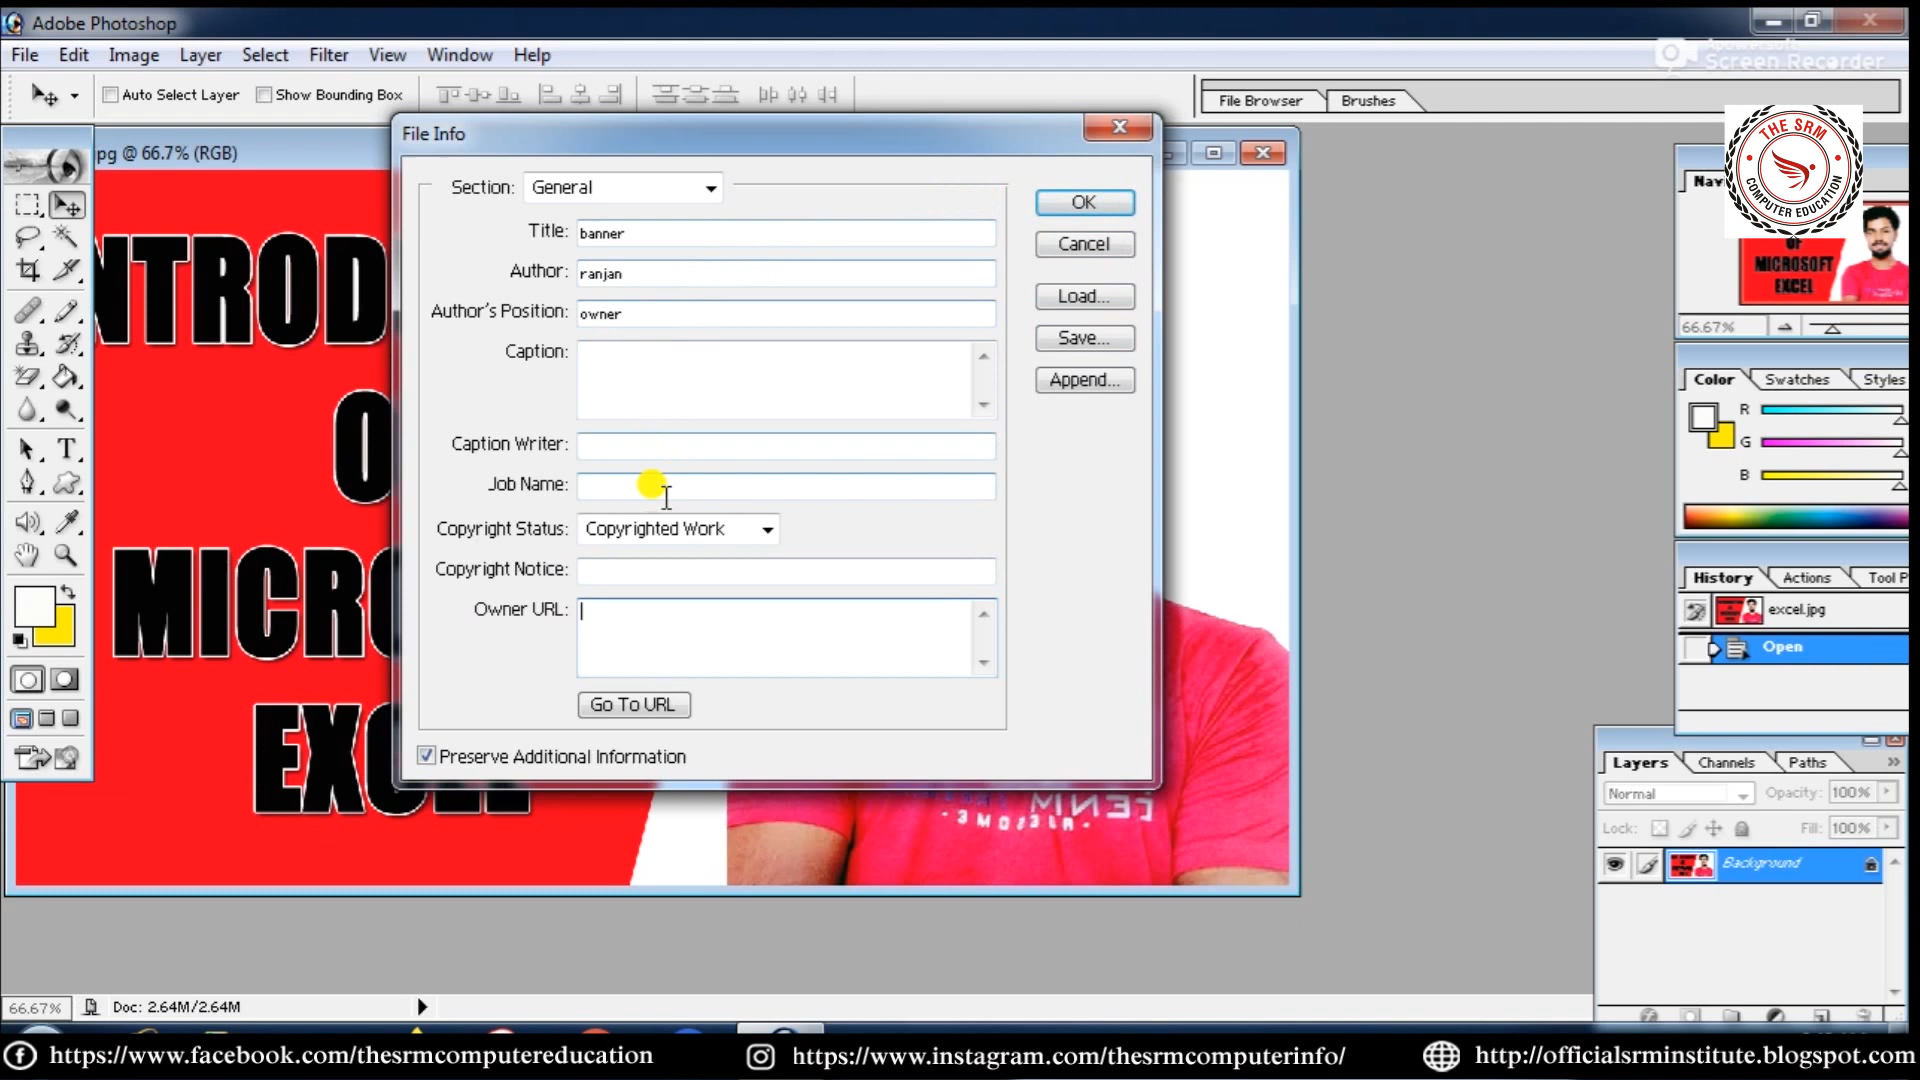 Adobe Photoshop
File Edit Image Layer Select Filter View Window Help
Apowersoft
Screen Recorder
Auto Select Layer Show Bounding Box
File Browser Brushes
THE SRM
COMPUTER EDUCATION
pg @ 66.7% (RGB)
File Info
Section: General
Title: banner
Author: ranjan
Author's Position: owner
Caption:
Caption Writer:
Job Name:
Copyright Status: Copyrighted Work
Copyright Notice:
Owner URL:
Go To URL
Preserve Additional Information
OK
Cancel
Load...
Save...
Append...
NTROD
O
MICR
EX
Nav
OF
MICROSOFT
EXCEL
66.67%
Color Swatches Styles
R
G
B
History Actions Tool P
excel.jpg
Open
Layers Channels Paths
Normal Opacity: 100%
Lock: Fill: 100%
Background
66.67% Doc: 2.64M/2.64M
https://www.facebook.com/thesrmcomputereducation
https://www.instagram.com/thesrmcomputerinfo/
http://officialsrminstitute.blogspot.com